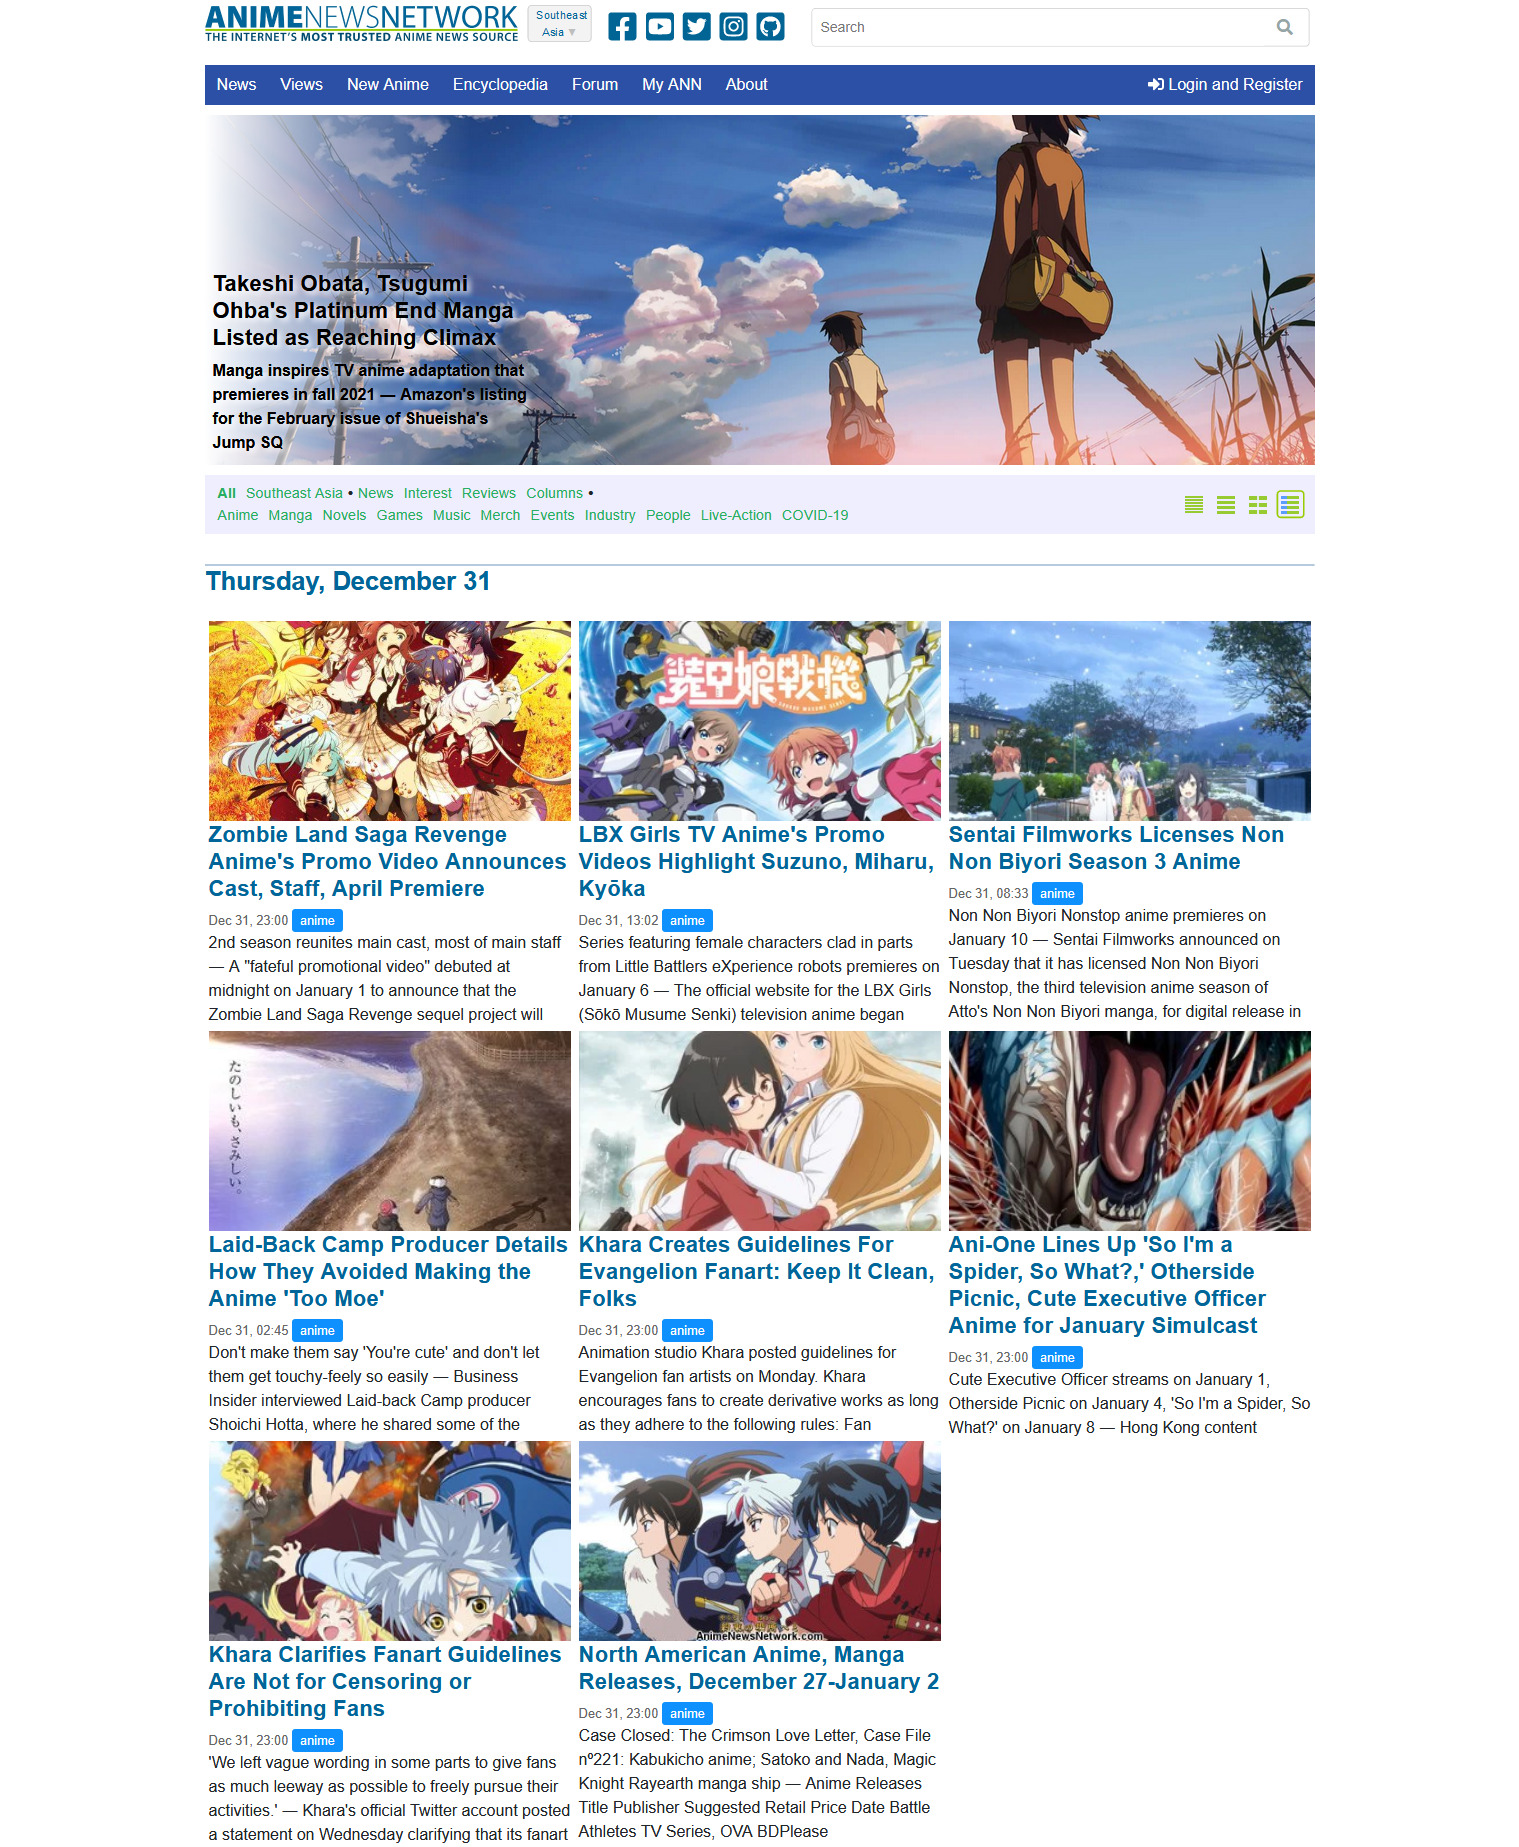 ANIMENEWSNETWORK
THE INTERNET'S MOST TRUSTED ANIME NEWS SOURCE
Southeast
Asia ▼
Search
News Views New Anime Encyclopedia Forum My ANN About
Login and Register
Takeshi Obata, Tsugumi
Ohba's Platinum End Manga
Listed as Reaching Climax
Manga inspires TV anime adaptation that
premieres in fall 2021 — Amazon's listing
for the February issue of Shueisha's
Jump SQ
All Southeast Asia • News Interest Reviews Columns •
Anime Manga Novels Games Music Merch Events Industry People Live-Action COVID-19
Thursday, December 31
Zombie Land Saga Revenge
Anime's Promo Video Announces
Cast, Staff, April Premiere
Dec 31, 23:00 anime
2nd season reunites main cast, most of main staff
— A "fateful promotional video" debuted at
midnight on January 1 to announce that the
Zombie Land Saga Revenge sequel project will
装甲娘戦機
LBX Girls TV Anime's Promo
Videos Highlight Suzuno, Miharu,
Kyōka
Dec 31, 13:02 anime
Series featuring female characters clad in parts
from Little Battlers eXperience robots premieres on
January 6 — The official website for the LBX Girls
(Sōkō Musume Senki) television anime began
Sentai Filmworks Licenses Non
Non Biyori Season 3 Anime
Dec 31, 08:33 anime
Non Non Biyori Nonstop anime premieres on
January 10 — Sentai Filmworks announced on
Tuesday that it has licensed Non Non Biyori
Nonstop, the third television anime season of
Atto's Non Non Biyori manga, for digital release in
たのしいも、さみしい。
Laid-Back Camp Producer Details
How They Avoided Making the
Anime 'Too Moe'
Dec 31, 02:45 anime
Don't make them say 'You're cute' and don't let
them get touchy-feely so easily — Business
Insider interviewed Laid-back Camp producer
Shoichi Hotta, where he shared some of the
Khara Creates Guidelines For
Evangelion Fanart: Keep It Clean,
Folks
Dec 31, 23:00 anime
Animation studio Khara posted guidelines for
Evangelion fan artists on Monday. Khara
encourages fans to create derivative works as long
as they adhere to the following rules: Fan
Ani-One Lines Up 'So I'm a
Spider, So What?,' Otherside
Picnic, Cute Executive Officer
Anime for January Simulcast
Dec 31, 23:00 anime
Cute Executive Officer streams on January 1,
Otherside Picnic on January 4, 'So I'm a Spider, So
What?' on January 8 — Hong Kong content
Khara Clarifies Fanart Guidelines
Are Not for Censoring or
Prohibiting Fans
Dec 31, 23:00 anime
'We left vague wording in some parts to give fans
as much leeway as possible to freely pursue their
activities.' — Khara's official Twitter account posted
a statement on Wednesday clarifying that its fanart
AnimeNewsNetwork.com
North American Anime, Manga
Releases, December 27-January 2
Dec 31, 23:00 anime
Case Closed: The Crimson Love Letter, Case File
nº221: Kabukicho anime; Satoko and Nada, Magic
Knight Rayearth manga ship — Anime Releases
Title Publisher Suggested Retail Price Date Battle
Athletes TV Series, OVA BDPlease